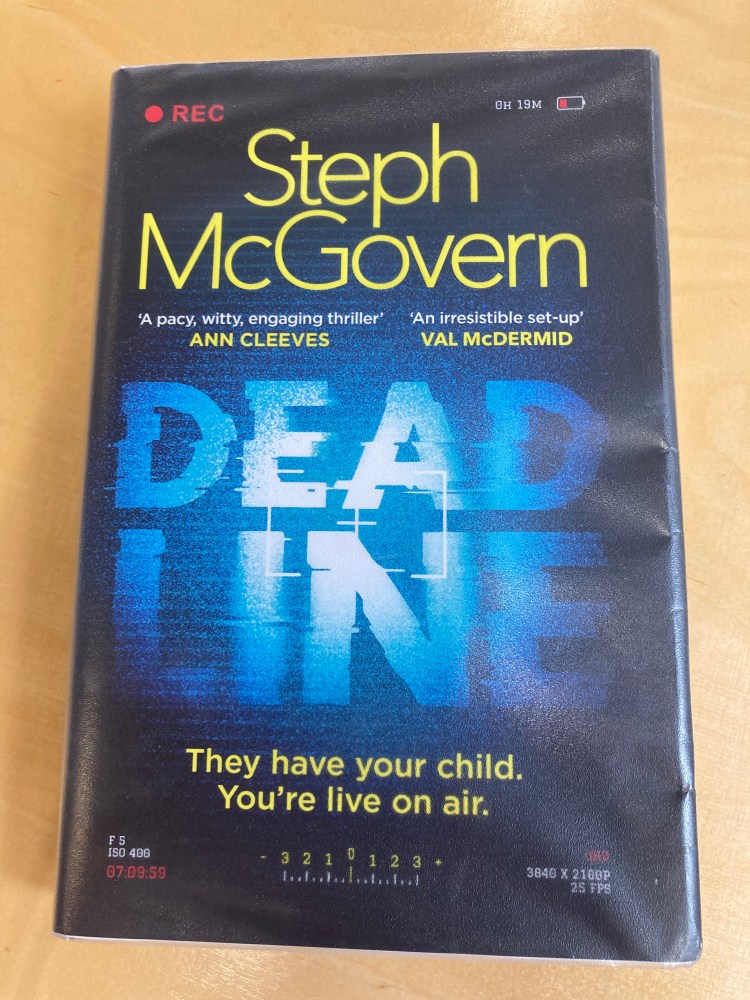 REC
0H 19M
Steph
McGovern
‘A pacy, witty, engaging thriller’
ANN CLEEVES
‘An irresistible set-up’
VAL McDERMID
DEAD
LINE
They have your child.
You’re live on air.
F 5
ISO 400
07:09:59
- 3 2 1 0 1 2 3 +
UHD
3840 X 2160P
25 FPS